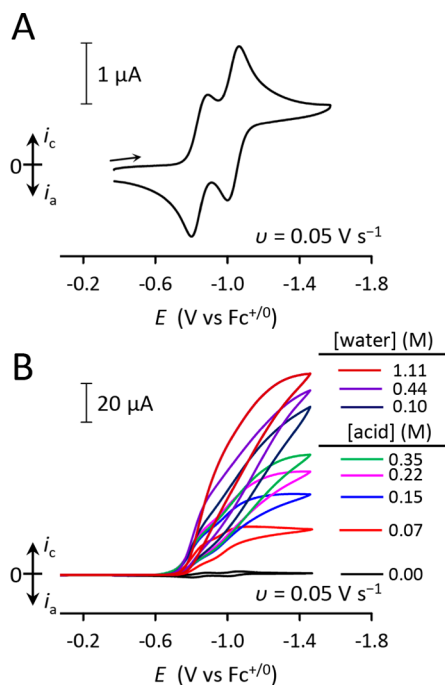 A
1 μA
i_c
0
i_a
υ = 0.05 V s⁻¹
-0.2 -0.6 -1.0 -1.4 -1.8
E (V vs Fc⁺/⁰)
B
20 μA
[water] (M)
1.11
0.44
0.10
[acid] (M)
0.35
0.22
0.15
0.07
0.00
i_c
0
i_a
υ = 0.05 V s⁻¹
-0.2 -0.6 -1.0 -1.4 -1.8
E (V vs Fc⁺/⁰)